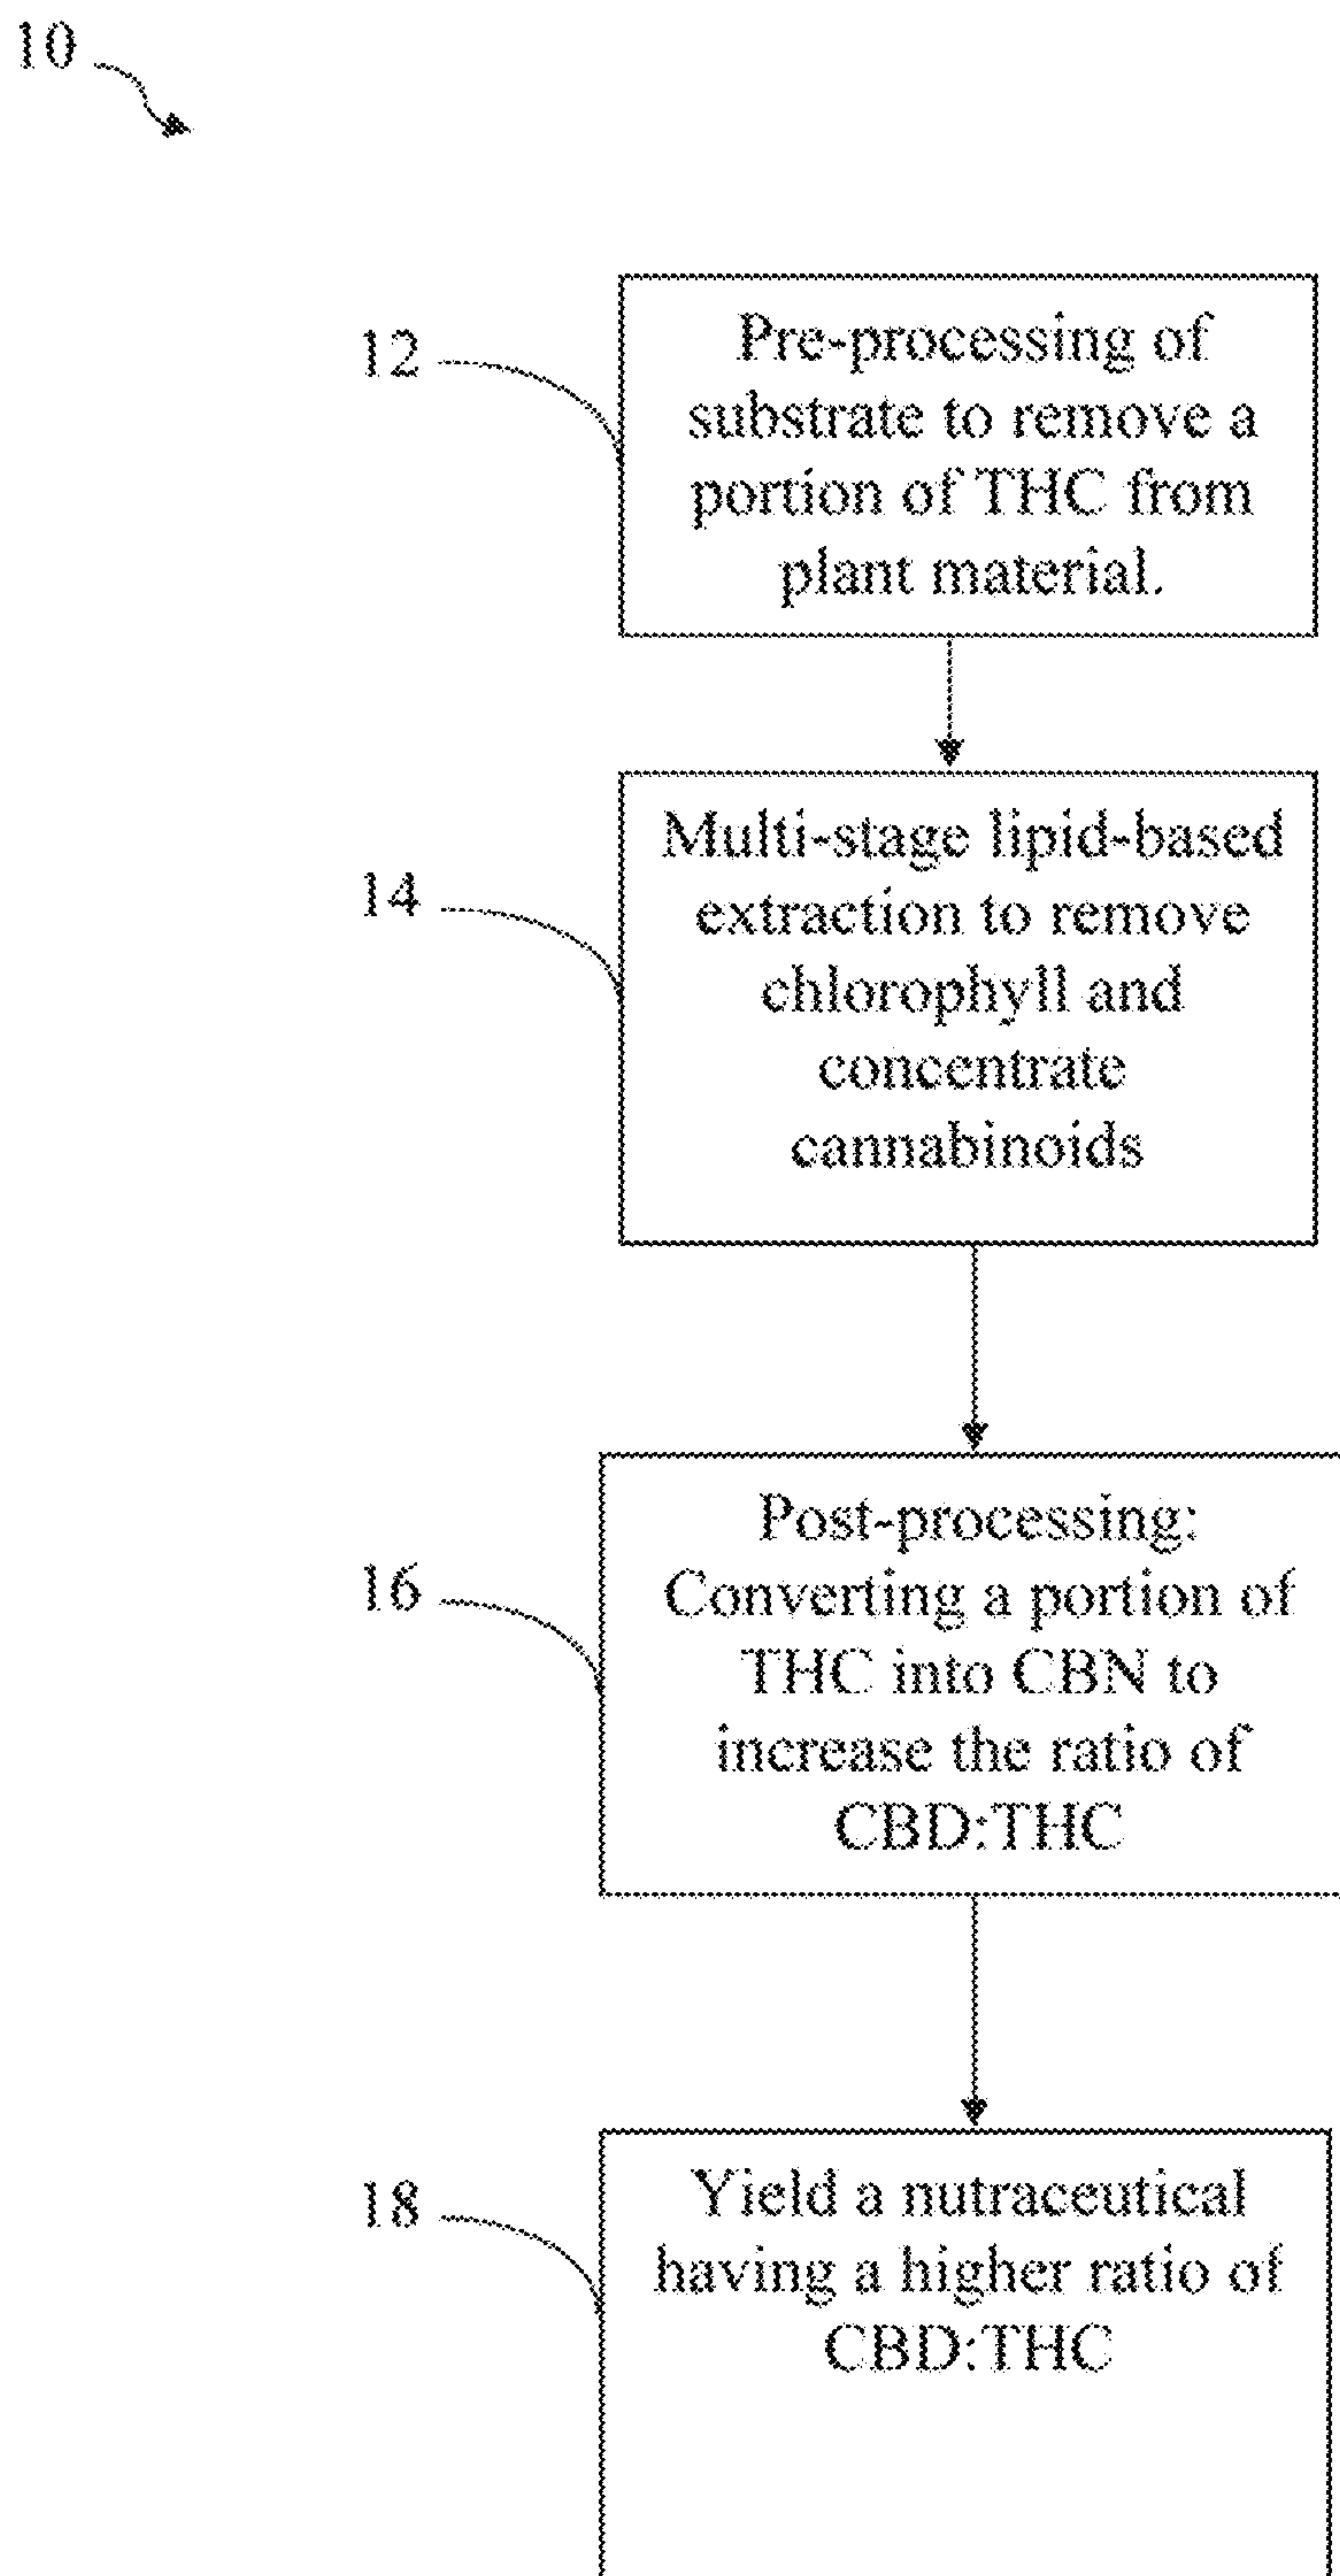 10
12
Pre-processing of
substrate to remove a
portion of THC from
plant material.
14
Multi-stage lipid-based
extraction to remove
chlorophyll and
concentrate
cannabinoids
16
Post-processing:
Converting a portion of
THC into CBN to
increase the ratio of
CBD:THC
18
Yield a nutraceutical
having a higher ratio of
CBD:THC